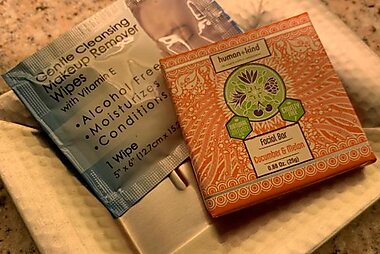 Gentle Cleansing
Makeup Remover
Wipes
with Vitamin E
• Alcohol Free
• Moisturizes
• Conditions
1 Wipe
human+kind
Facial Bar
Cucumber & Melon
0.88 Oz. (25g)